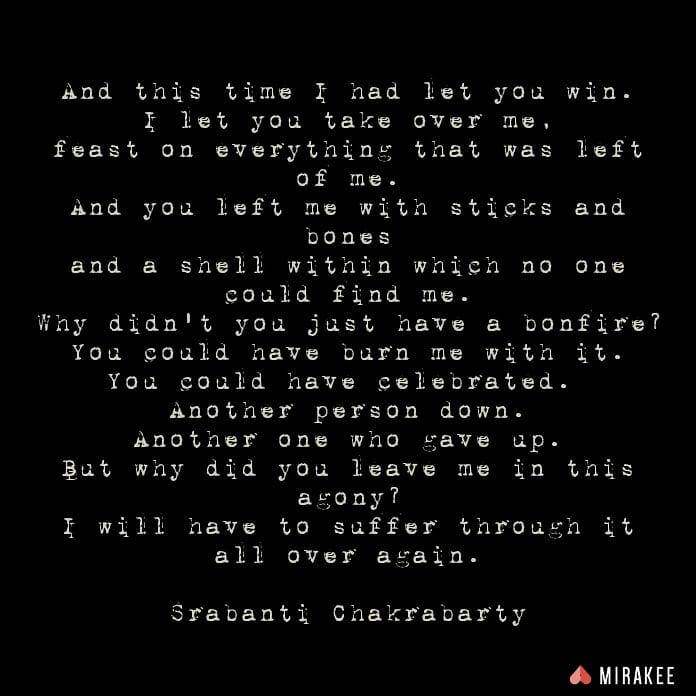 And this time I had let you win.
I let you take over me,
feast on everything that was left
of me.
And you left me with sticks and
bones
and a shell within which no one
could find me.
Why didn't you just have a bonfire?
You could have burn me with it.
You could have celebrated.
Another person down.
Another one who gave up.
But why did you leave me in this
agony?
I will have to suffer through it
all over again.
Srabanti Chakrabarty
MIRAKEE